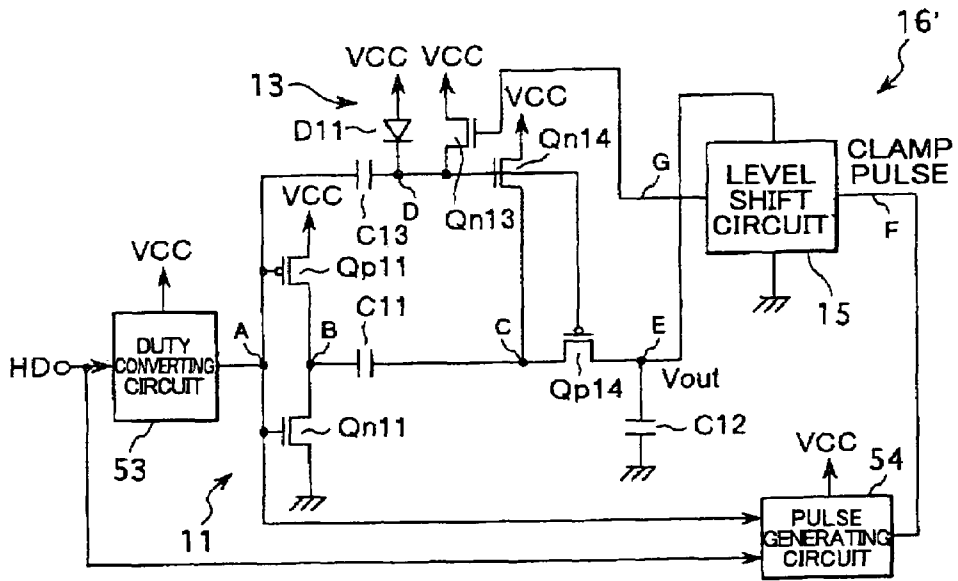 16'
VCC
VCC
13
VCC
D11
Qn14
G
LEVEL
SHIFT
CIRCUIT
CLAMP
PULSE
D
Qn13
F
VCC
C13
15
VCC
Qp11
C11
A
B
C
E
HD
DUTY
CONVERTING
CIRCUIT
Qp14
Vout
Qn11
C12
53
VCC
54
11
PULSE
GENERATING
CIRCUIT